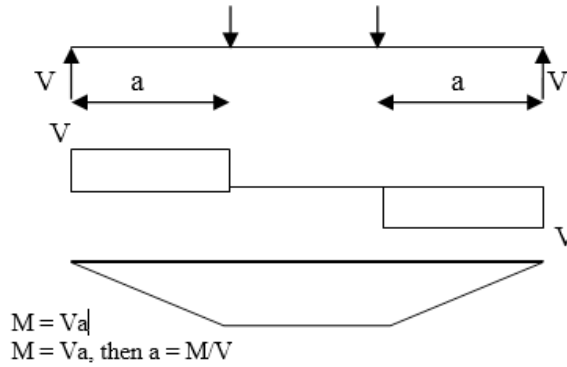 V a a V
V
V
M = Va
M = Va, then a = M/V